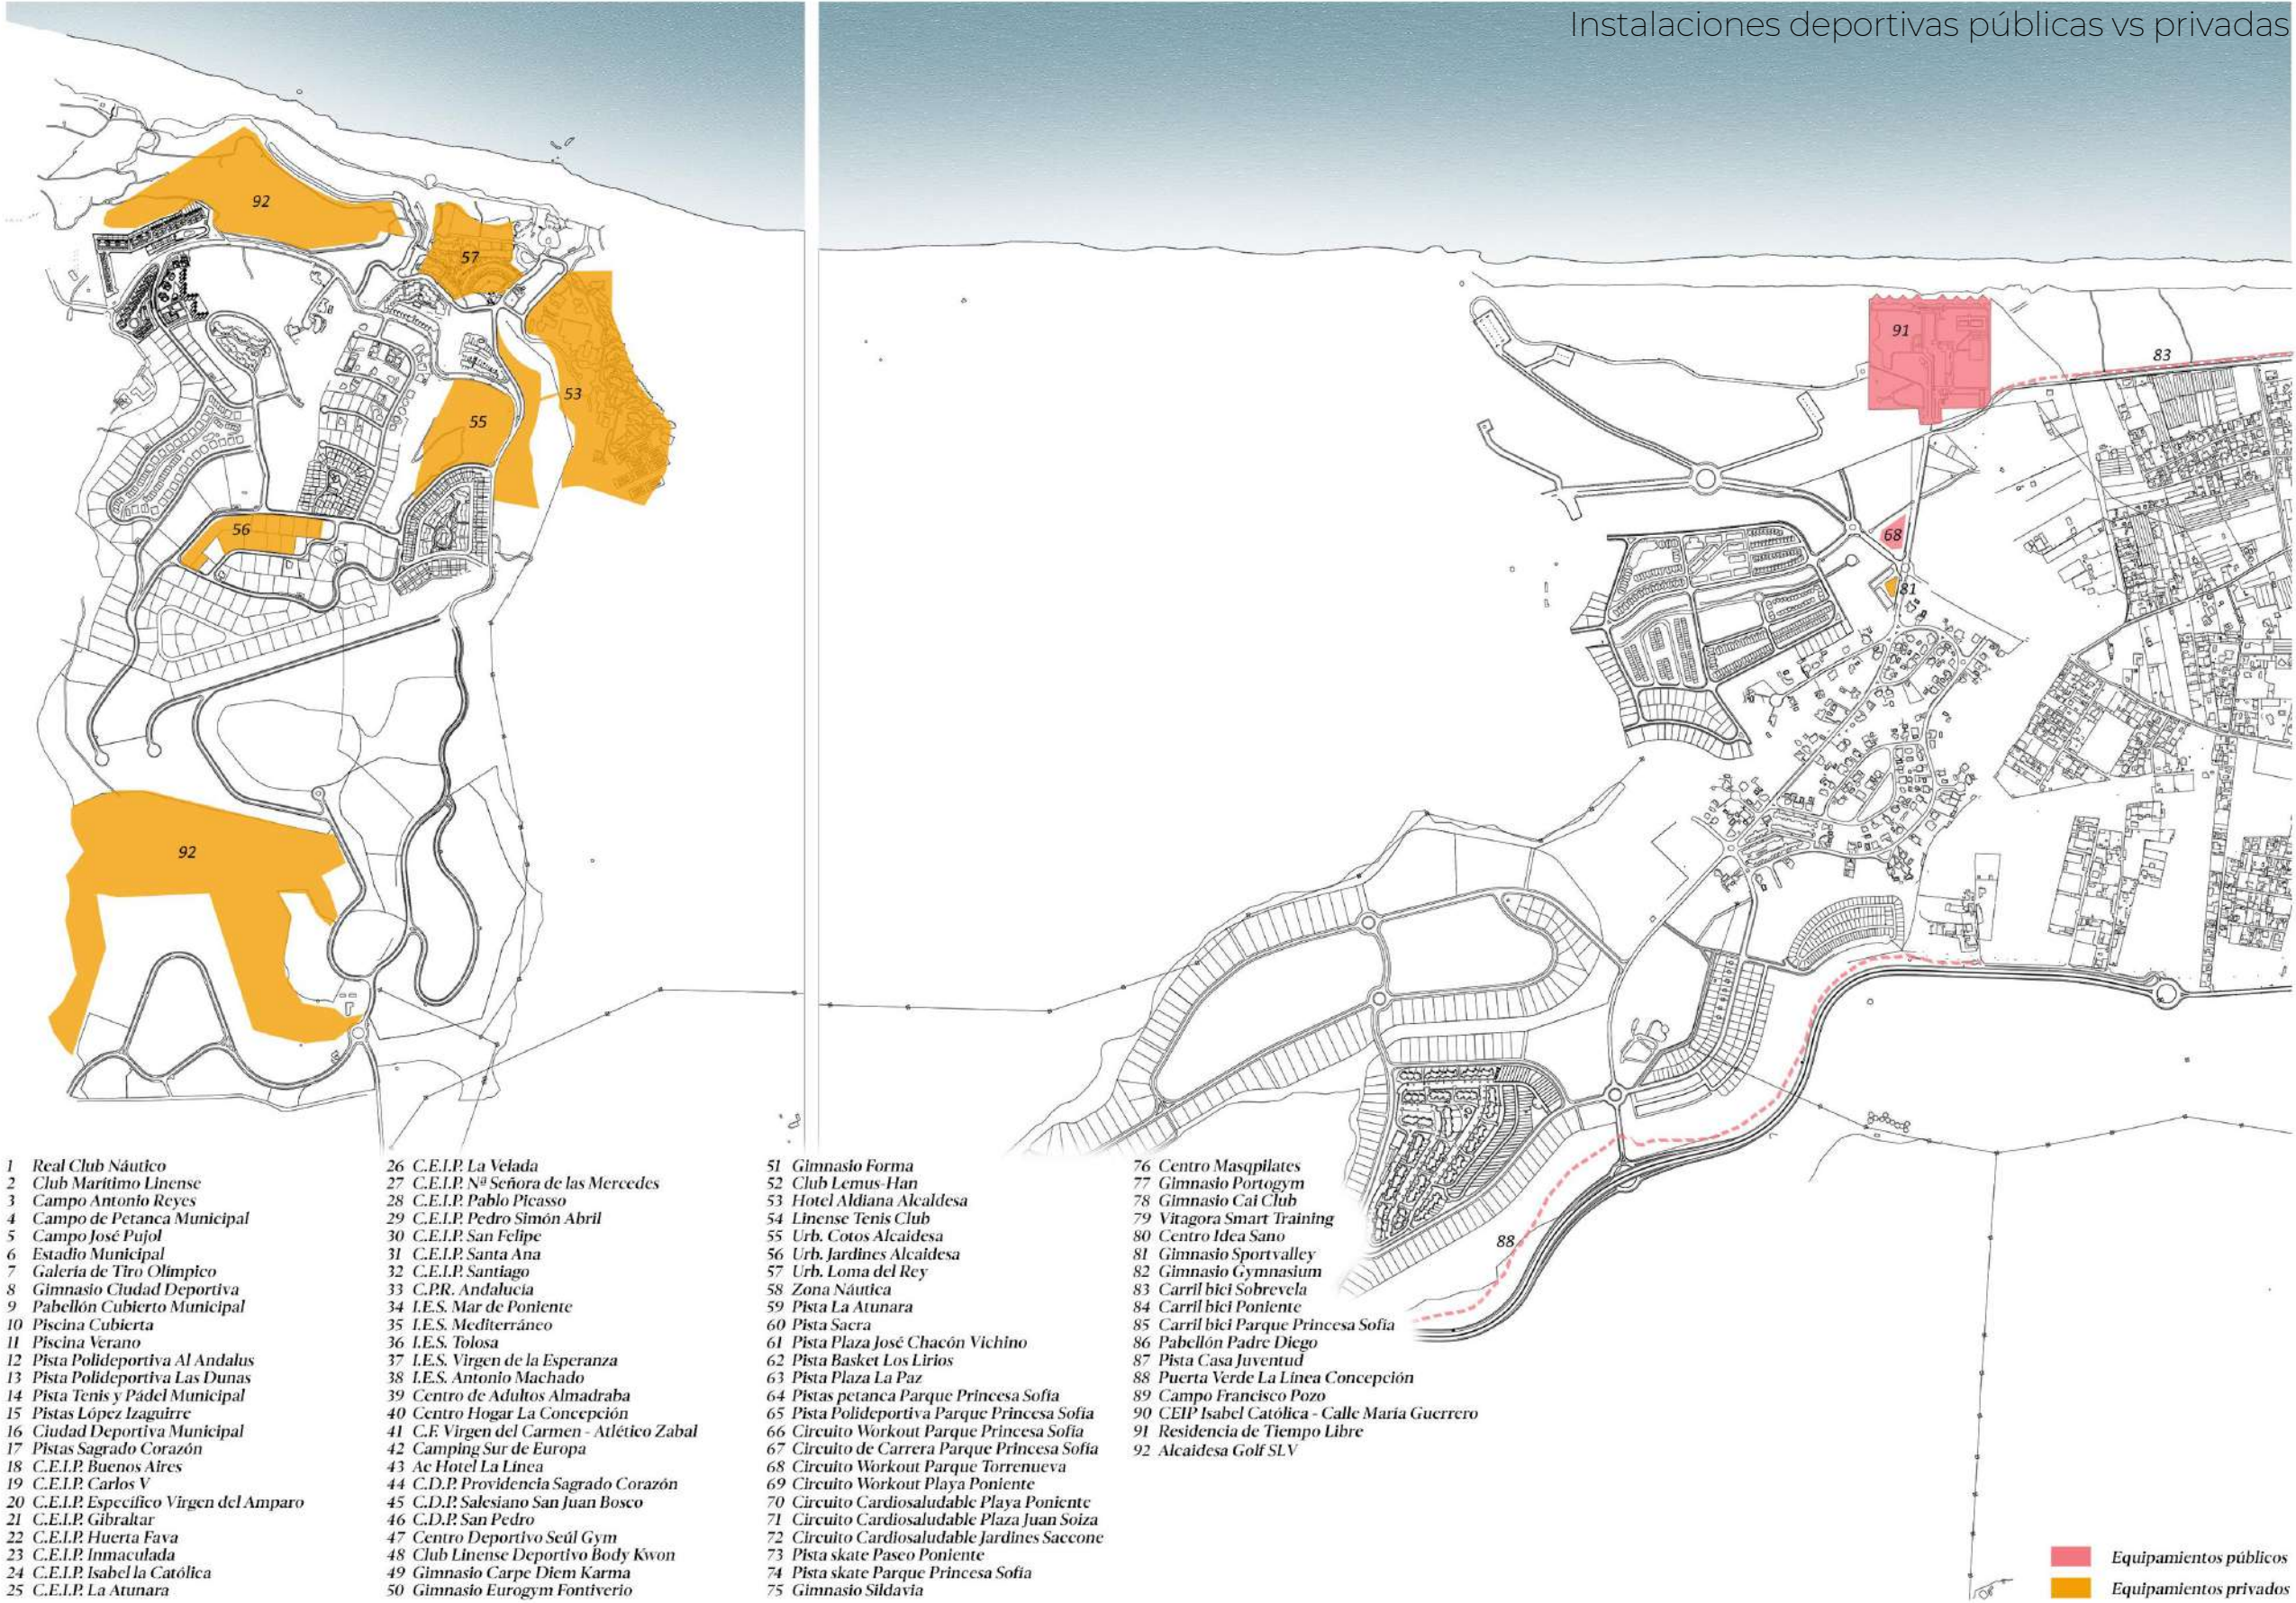 Instalaciones deportivas públicas vs privadas
92
57
53
55
56
92
91
83
68
81
88
1 Real Club Náutico
2 Club Marítimo Linense
3 Campo Antonio Reyes
4 Campo de Petanca Municipal
5 Campo José Pujol
6 Estadio Municipal
7 Galería de Tiro Olímpico
8 Gimnasio Ciudad Deportiva
9 Pabellón Cubierto Municipal
10 Piscina Cubierta
11 Piscina Verano
12 Pista Polideportiva Al Andalus
13 Pista Polideportiva Las Dunas
14 Pista Tenis y Pádel Municipal
15 Pistas López Izaguirre
16 Ciudad Deportiva Municipal
17 Pistas Sagrado Corazón
18 C.E.I.P. Buenos Aires
19 C.E.I.P. Carlos V
20 C.E.I.P. Específico Virgen del Amparo
21 C.E.I.P. Gibraltar
22 C.E.I.P. Huerta Fava
23 C.E.I.P. Inmaculada
24 C.E.I.P. Isabel la Católica
25 C.E.I.P. La Atunara
26 C.E.I.P. La Velada
27 C.E.I.P. Nª Señora de las Mercedes
28 C.E.I.P. Pablo Picasso
29 C.E.I.P. Pedro Simón Abril
30 C.E.I.P. San Felipe
31 C.E.I.P. Santa Ana
32 C.E.I.P. Santiago
33 C.P.R. Andalucía
34 I.E.S. Mar de Poniente
35 I.E.S. Mediterráneo
36 I.E.S. Tolosa
37 I.E.S. Virgen de la Esperanza
38 I.E.S. Antonio Machado
39 Centro de Adultos Almadraba
40 Centro Hogar La Concepción
41 C.F. Virgen del Carmen - Atlético Zabal
42 Camping Sur de Europa
43 Ac Hotel La Línea
44 C.D.P. Providencia Sagrado Corazón
45 C.D.P. Salesiano San Juan Bosco
46 C.D.P. San Pedro
47 Centro Deportivo Seúl Gym
48 Club Linense Deportivo Body Kwon
49 Gimnasio Carpe Diem Karma
50 Gimnasio Eurogym Fontiverio
51 Gimnasio Forma
52 Club Lemus-Han
53 Hotel Aldiana Alcaldesa
54 Linense Tenis Club
55 Urb. Cotos Alcaidesa
56 Urb. Jardines Alcaidesa
57 Urb. Loma del Rey
58 Zona Náutica
59 Pista La Atunara
60 Pista Sacra
61 Pista Plaza José Chacón Vichino
62 Pista Basket Los Lirios
63 Pista Plaza La Paz
64 Pistas petanca Parque Princesa Sofía
65 Pista Polideportiva Parque Princesa Sofía
66 Circuito Workout Parque Princesa Sofía
67 Circuito de Carrera Parque Princesa Sofía
68 Circuito Workout Parque Torrenueva
69 Circuito Workout Playa Poniente
70 Circuito Cardiosaludable Playa Poniente
71 Circuito Cardiosaludable Plaza Juan Soiza
72 Circuito Cardiosaludable Jardines Saccone
73 Pista skate Paseo Poniente
74 Pista skate Parque Princesa Sofía
75 Gimnasio Sildavia
76 Centro Masqpilates
77 Gimnasio Portogym
78 Gimnasio Cai Club
79 Vitagora Smart Training
80 Centro Idea Sano
81 Gimnasio Sportvalley
82 Gimnasio Gymnasium
83 Carril bici Sobrevela
84 Carril bici Poniente
85 Carril bici Parque Princesa Sofía
86 Pabellón Padre Diego
87 Pista Casa Juventud
88 Puerta Verde La Línea Concepción
89 Campo Francisco Pozo
90 CEIP Isabel Católica - Calle María Guerrero
91 Residencia de Tiempo Libre
92 Alcaidesa Golf SLV
Equipamientos públicos
Equipamientos privados